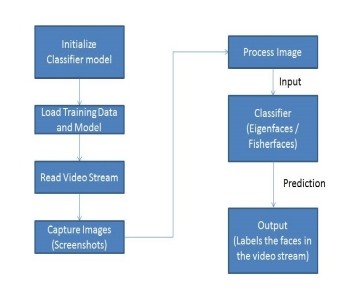 Initialize
Classifier model
Load Training Data
and Model
Read Video Stream
Capture Images
(Screenshots)
Process Image
Input
Classifier
(Eigenfaces /
Fisherfaces)
Prediction
Output
(Labels the faces in
the video stream)